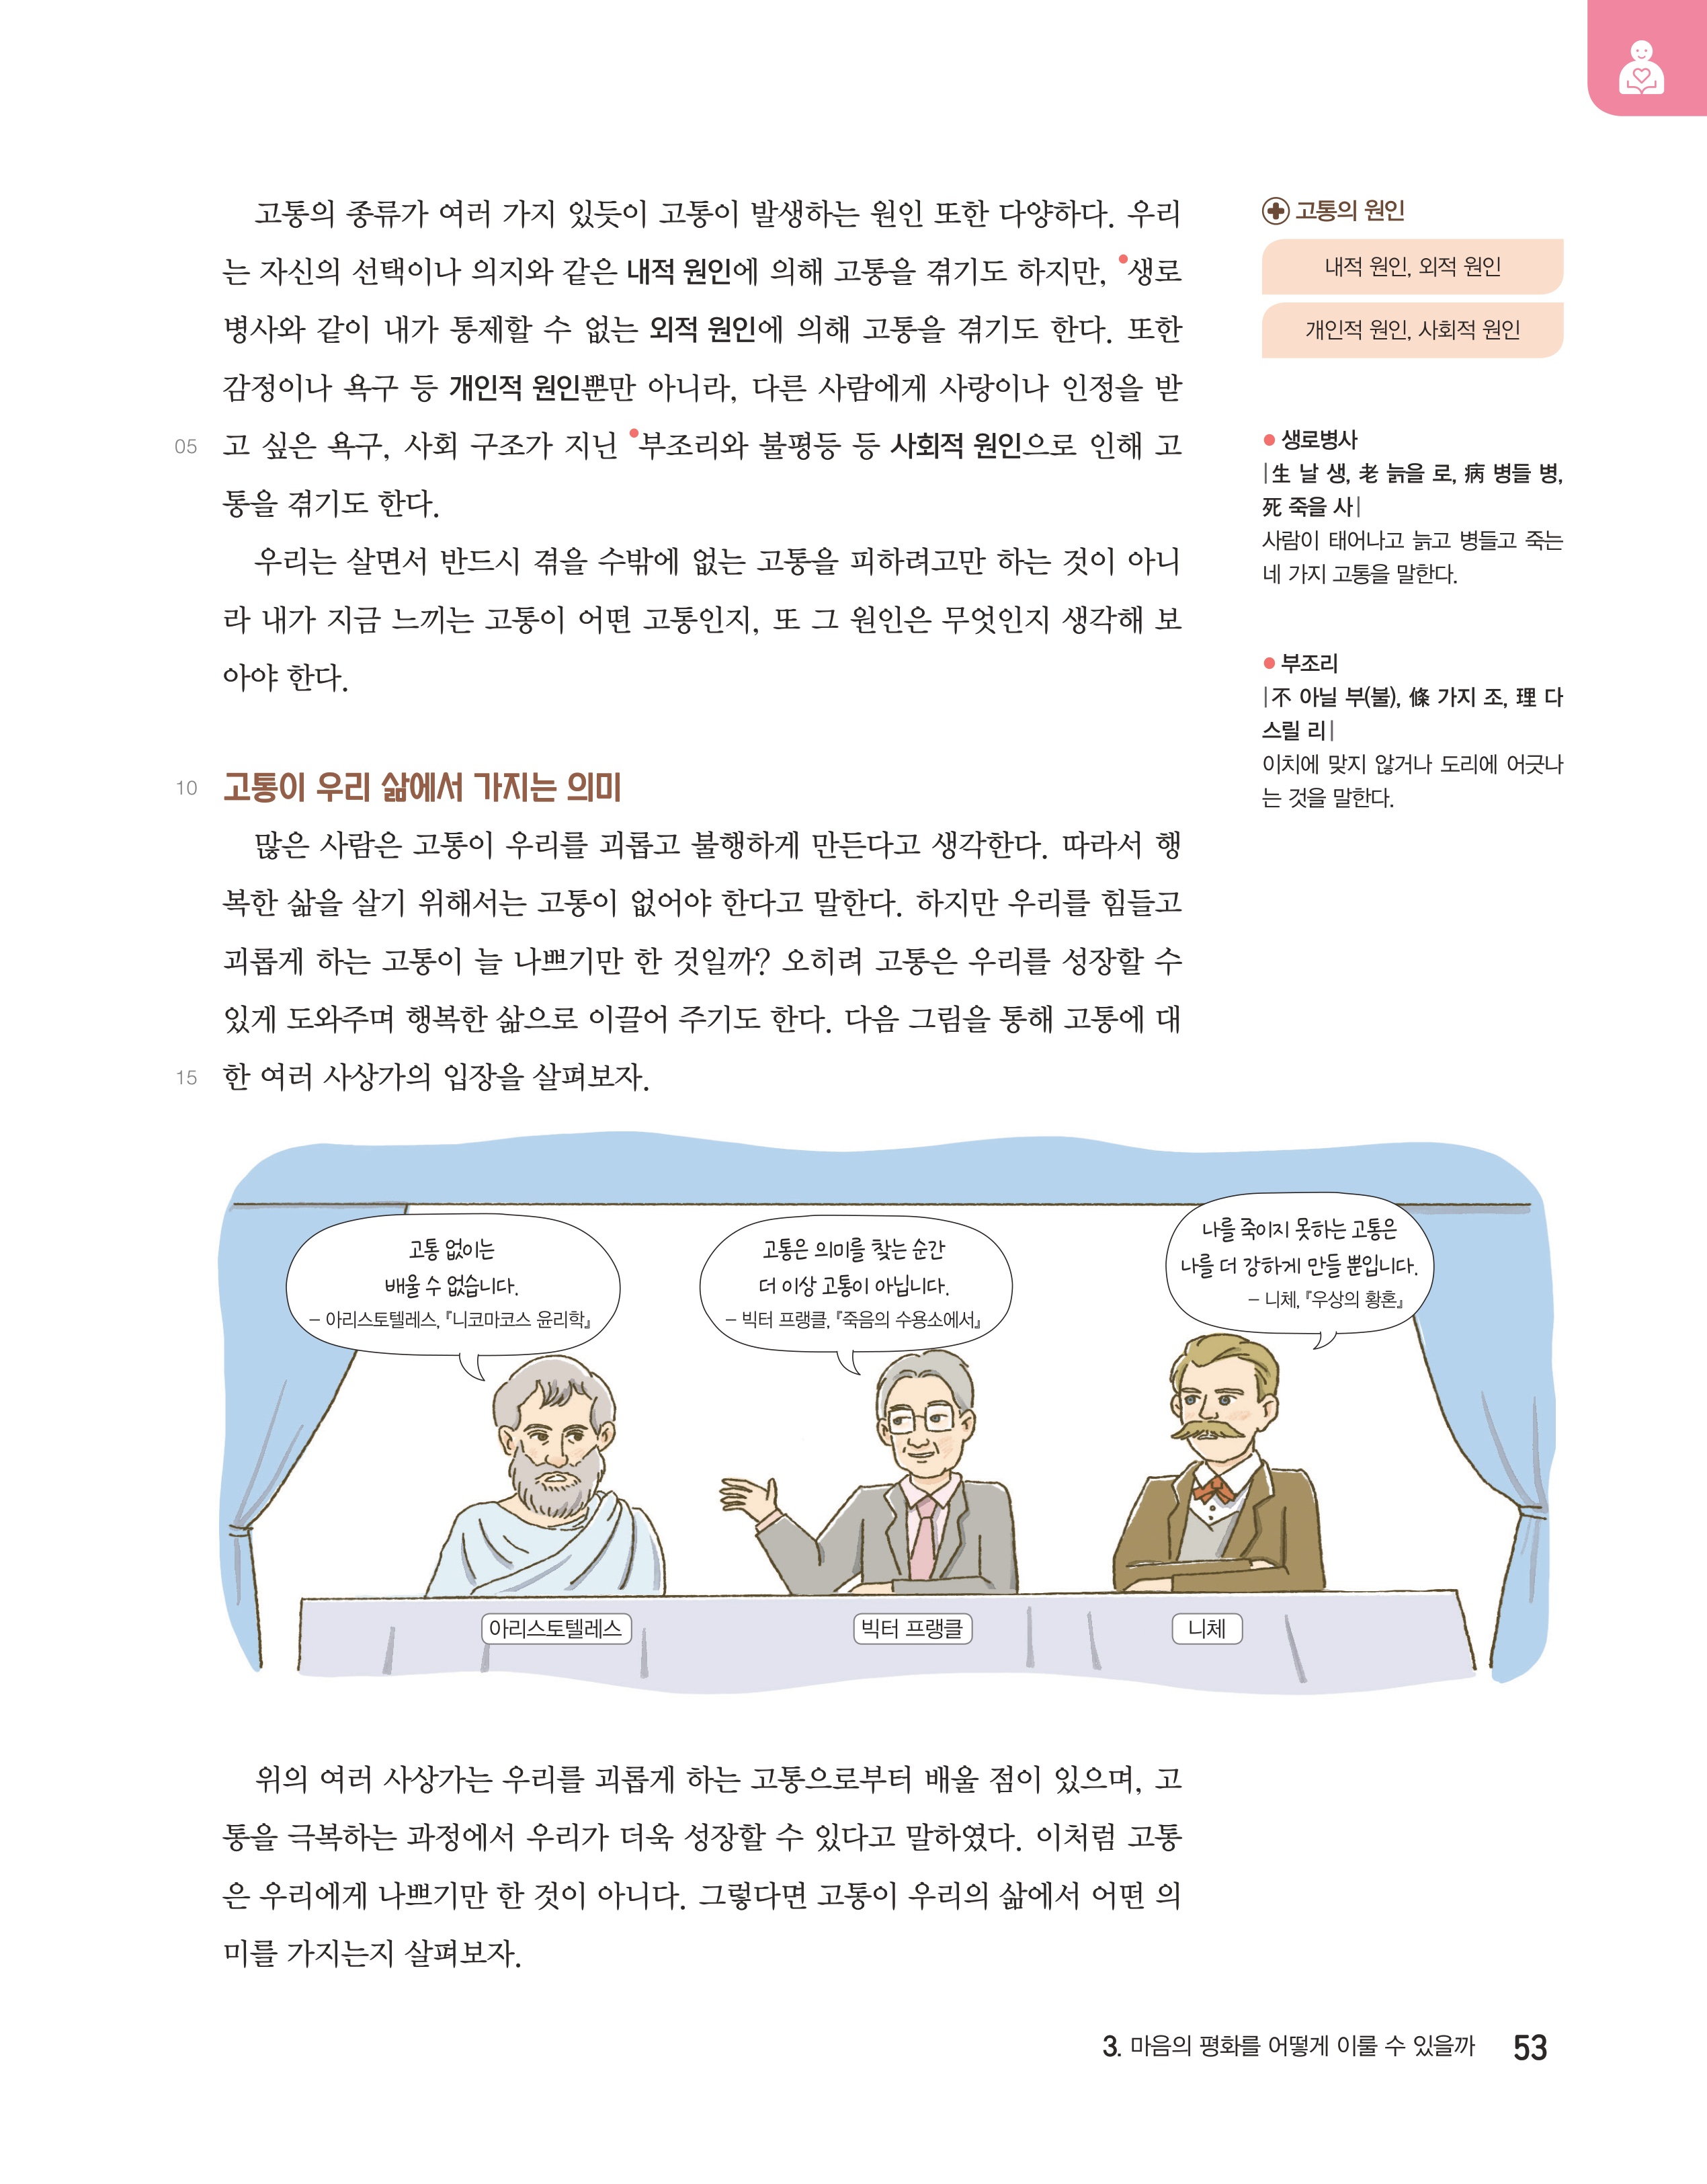 고통의 종류가 여러 가지 있듯이 고통이 발생하는 원인 또한 다양하다. 우리
는 자신의 선택이나 의지와 같은 내적 원인에 의해 고통을 겪기도 하지만, •생로
병사와 같이 내가 통제할 수 없는 외적 원인에 의해 고통을 겪기도 한다. 또한
감정이나 욕구 등 개인적 원인뿐만 아니라, 다른 사람에게 사랑이나 인정을 받
05 고 싶은 욕구, 사회 구조가 지닌 •부조리와 불평등 등 사회적 원인으로 인해 고
통을 겪기도 한다.
우리는 살면서 반드시 겪을 수밖에 없는 고통을 피하려고만 하는 것이 아니
라 내가 지금 느끼는 고통이 어떤 고통인지, 또 그 원인은 무엇인지 생각해 보
아야 한다.
10 고통이 우리 삶에서 가지는 의미
많은 사람은 고통이 우리를 괴롭고 불행하게 만든다고 생각한다. 따라서 행
복한 삶을 살기 위해서는 고통이 없어야 한다고 말한다. 하지만 우리를 힘들고
괴롭게 하는 고통이 늘 나쁘기만 한 것일까? 오히려 고통은 우리를 성장할 수
있게 도와주며 행복한 삶으로 이끌어 주기도 한다. 다음 그림을 통해 고통에 대
15 한 여러 사상가의 입장을 살펴보자.
고통의 원인
내적 원인, 외적 원인
개인적 원인, 사회적 원인
• 생로병사
|生 날 생, 老 늙을 로, 病 병들 병,
死 죽을 사|
사람이 태어나고 늙고 병들고 죽는
네 가지 고통을 말한다.
• 부조리
|不 아닐 부(불), 條 가지 조, 理 다
스릴 리|
이치에 맞지 않거나 도리에 어긋나
는 것을 말한다.
고통 없이는
배울 수 없습니다.
– 아리스토텔레스, 『니코마코스 윤리학』
고통은 의미를 찾는 순간
더 이상 고통이 아닙니다.
– 빅터 프랭클, 『죽음의 수용소에서』
나를 죽이지 못하는 고통은
나를 더 강하게 만들 뿐입니다.
– 니체, 『우상의 황혼』
아리스토텔레스
빅터 프랭클
니체
위의 여러 사상가는 우리를 괴롭게 하는 고통으로부터 배울 점이 있으며, 고
통을 극복하는 과정에서 우리가 더욱 성장할 수 있다고 말하였다. 이처럼 고통
은 우리에게 나쁘기만 한 것이 아니다. 그렇다면 고통이 우리의 삶에서 어떤 의
미를 가지는지 살펴보자.
3. 마음의 평화를 어떻게 이룰 수 있을까 53